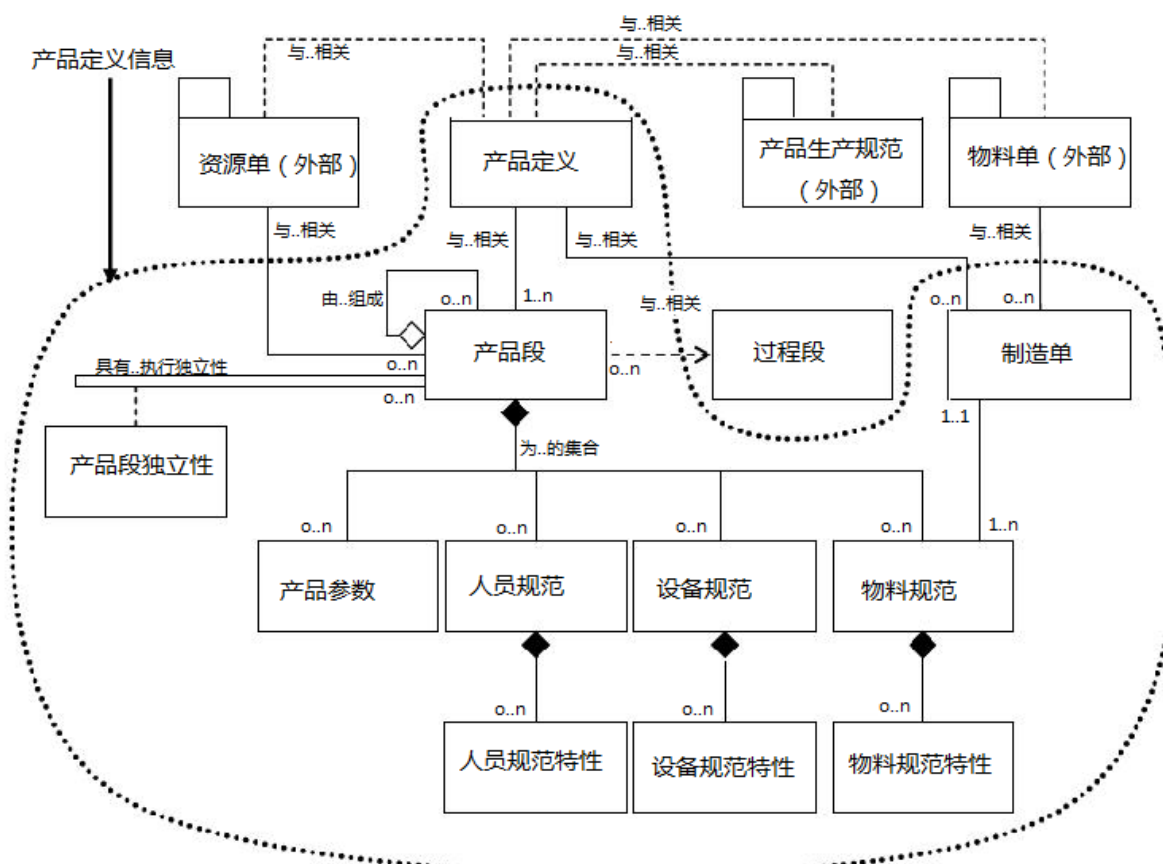 与..相关
与..相关
与..相关
产品定义信息
资源单（外部）
产品定义
产品生产规范
（外部）
物料单（外部）
与..相关
与..相关
与..相关
与..相关
由..组成
o..n
1..n
与..相关
o..n
o..n
产品段
过程段
制造单
具有..执行独立性
o..n
o..n
o..n
1..1
产品段独立性
为..的集合
o..n
o..n
o..n
o..n
1..n
产品参数
人员规范
设备规范
物料规范
o..n
o..n
o..n
人员规范特性
设备规范特性
物料规范特性